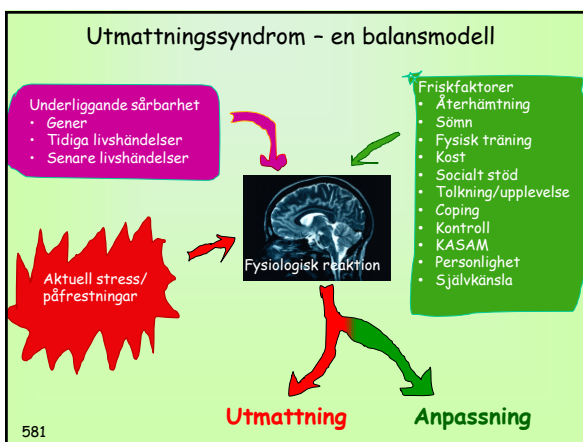 Utmattningssyndrom – en balansmodell
Underliggande sårbarhet
• Gener
• Tidiga livshändelser
• Senare livshändelser
Friskfaktorer
• Återhämtning
• Sömn
• Fysisk träning
• Kost
• Socialt stöd
• Tolkning/upplevelse
• Coping
• Kontroll
• KASAM
• Personlighet
• Självkänsla
Fysiologisk reaktion
Aktuell stress/
påfrestningar
Utmattning
Anpassning
581